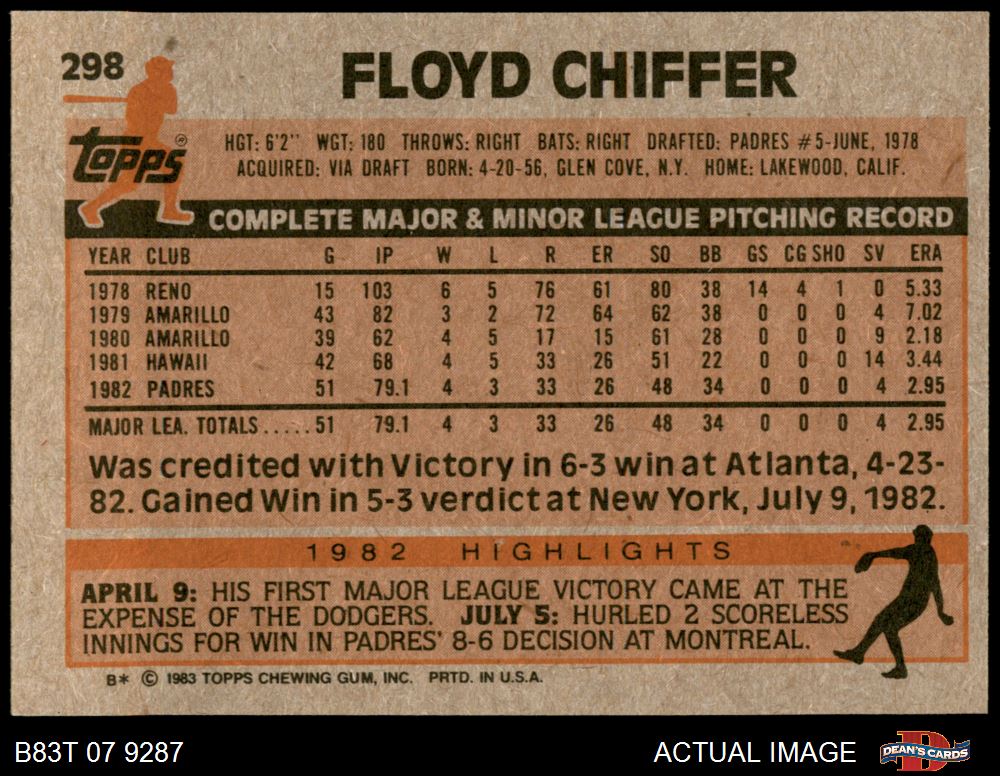 298
FLOYD CHIFFER
topps®
HGT: 6'2" WGT: 180 THROWS: RIGHT BATS: RIGHT DRAFTED: PADRES #5-JUNE, 1978
ACQUIRED: VIA DRAFT BORN: 4-20-56, GLEN COVE, N.Y. HOME: LAKEWOOD, CALIF.
COMPLETE MAJOR & MINOR LEAGUE PITCHING RECORD
YEAR CLUB G IP W L R ER SO BB GS CG SHO SV ERA
1978 RENO 15 103 6 5 76 61 80 38 14 4 1 0 5.33
1979 AMARILLO 43 82 3 2 72 64 62 38 0 0 0 4 7.02
1980 AMARILLO 39 62 4 5 17 15 61 28 0 0 0 9 2.18
1981 HAWAII 42 68 4 5 33 26 51 22 0 0 0 14 3.44
1982 PADRES 51 79.1 4 3 33 26 48 34 0 0 0 4 2.95
MAJOR LEA. TOTALS.....51 79.1 4 3 33 26 48 34 0 0 0 4 2.95
Was credited with Victory in 6-3 win at Atlanta, 4-23-
82. Gained Win in 5-3 verdict at New York, July 9, 1982.
1982 HIGHLIGHTS
APRIL 9: HIS FIRST MAJOR LEAGUE VICTORY CAME AT THE
EXPENSE OF THE DODGERS. JULY 5: HURLED 2 SCORELESS
INNINGS FOR WIN IN PADRES' 8-6 DECISION AT MONTREAL.
B* © 1983 TOPPS CHEWING GUM, INC. PRTD. IN U.S.A.
B83T 07 9287 ACTUAL IMAGE DEAN'S CARDS